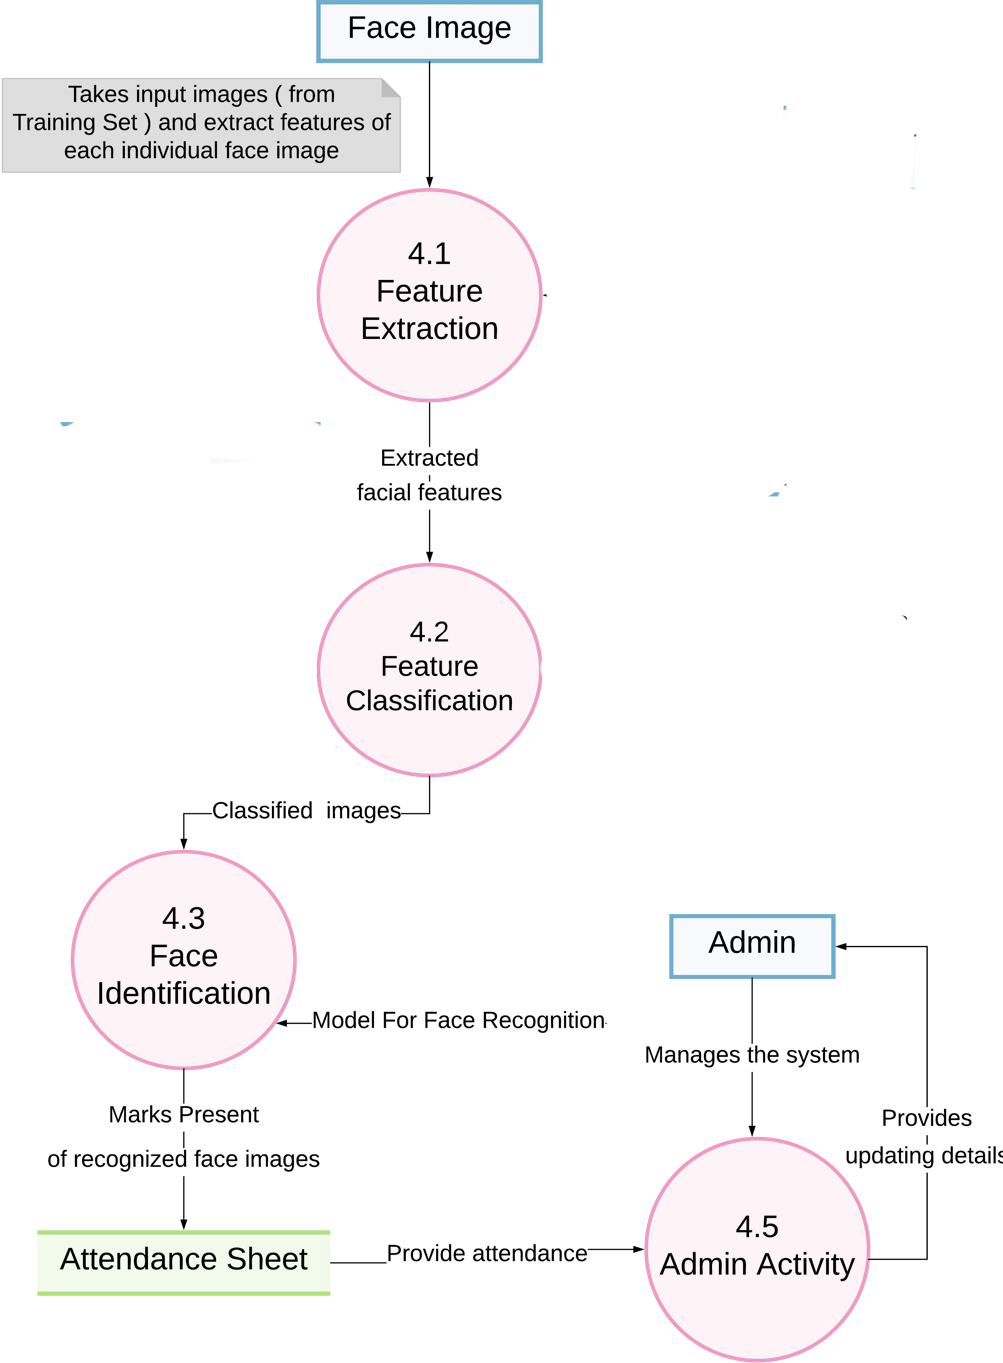 Face Image
Takes input images ( from
Training Set ) and extract features of
each individual face image
4.1
Feature
Extraction
Extracted
facial features
4.2
Feature
Classification
Classified images
4.3
Face
Identification
Model For Face Recognition
Admin
Manages the system
Marks Present
of recognized face images
Provides
updating details
Attendance Sheet
Provide attendance
4.5
Admin Activity